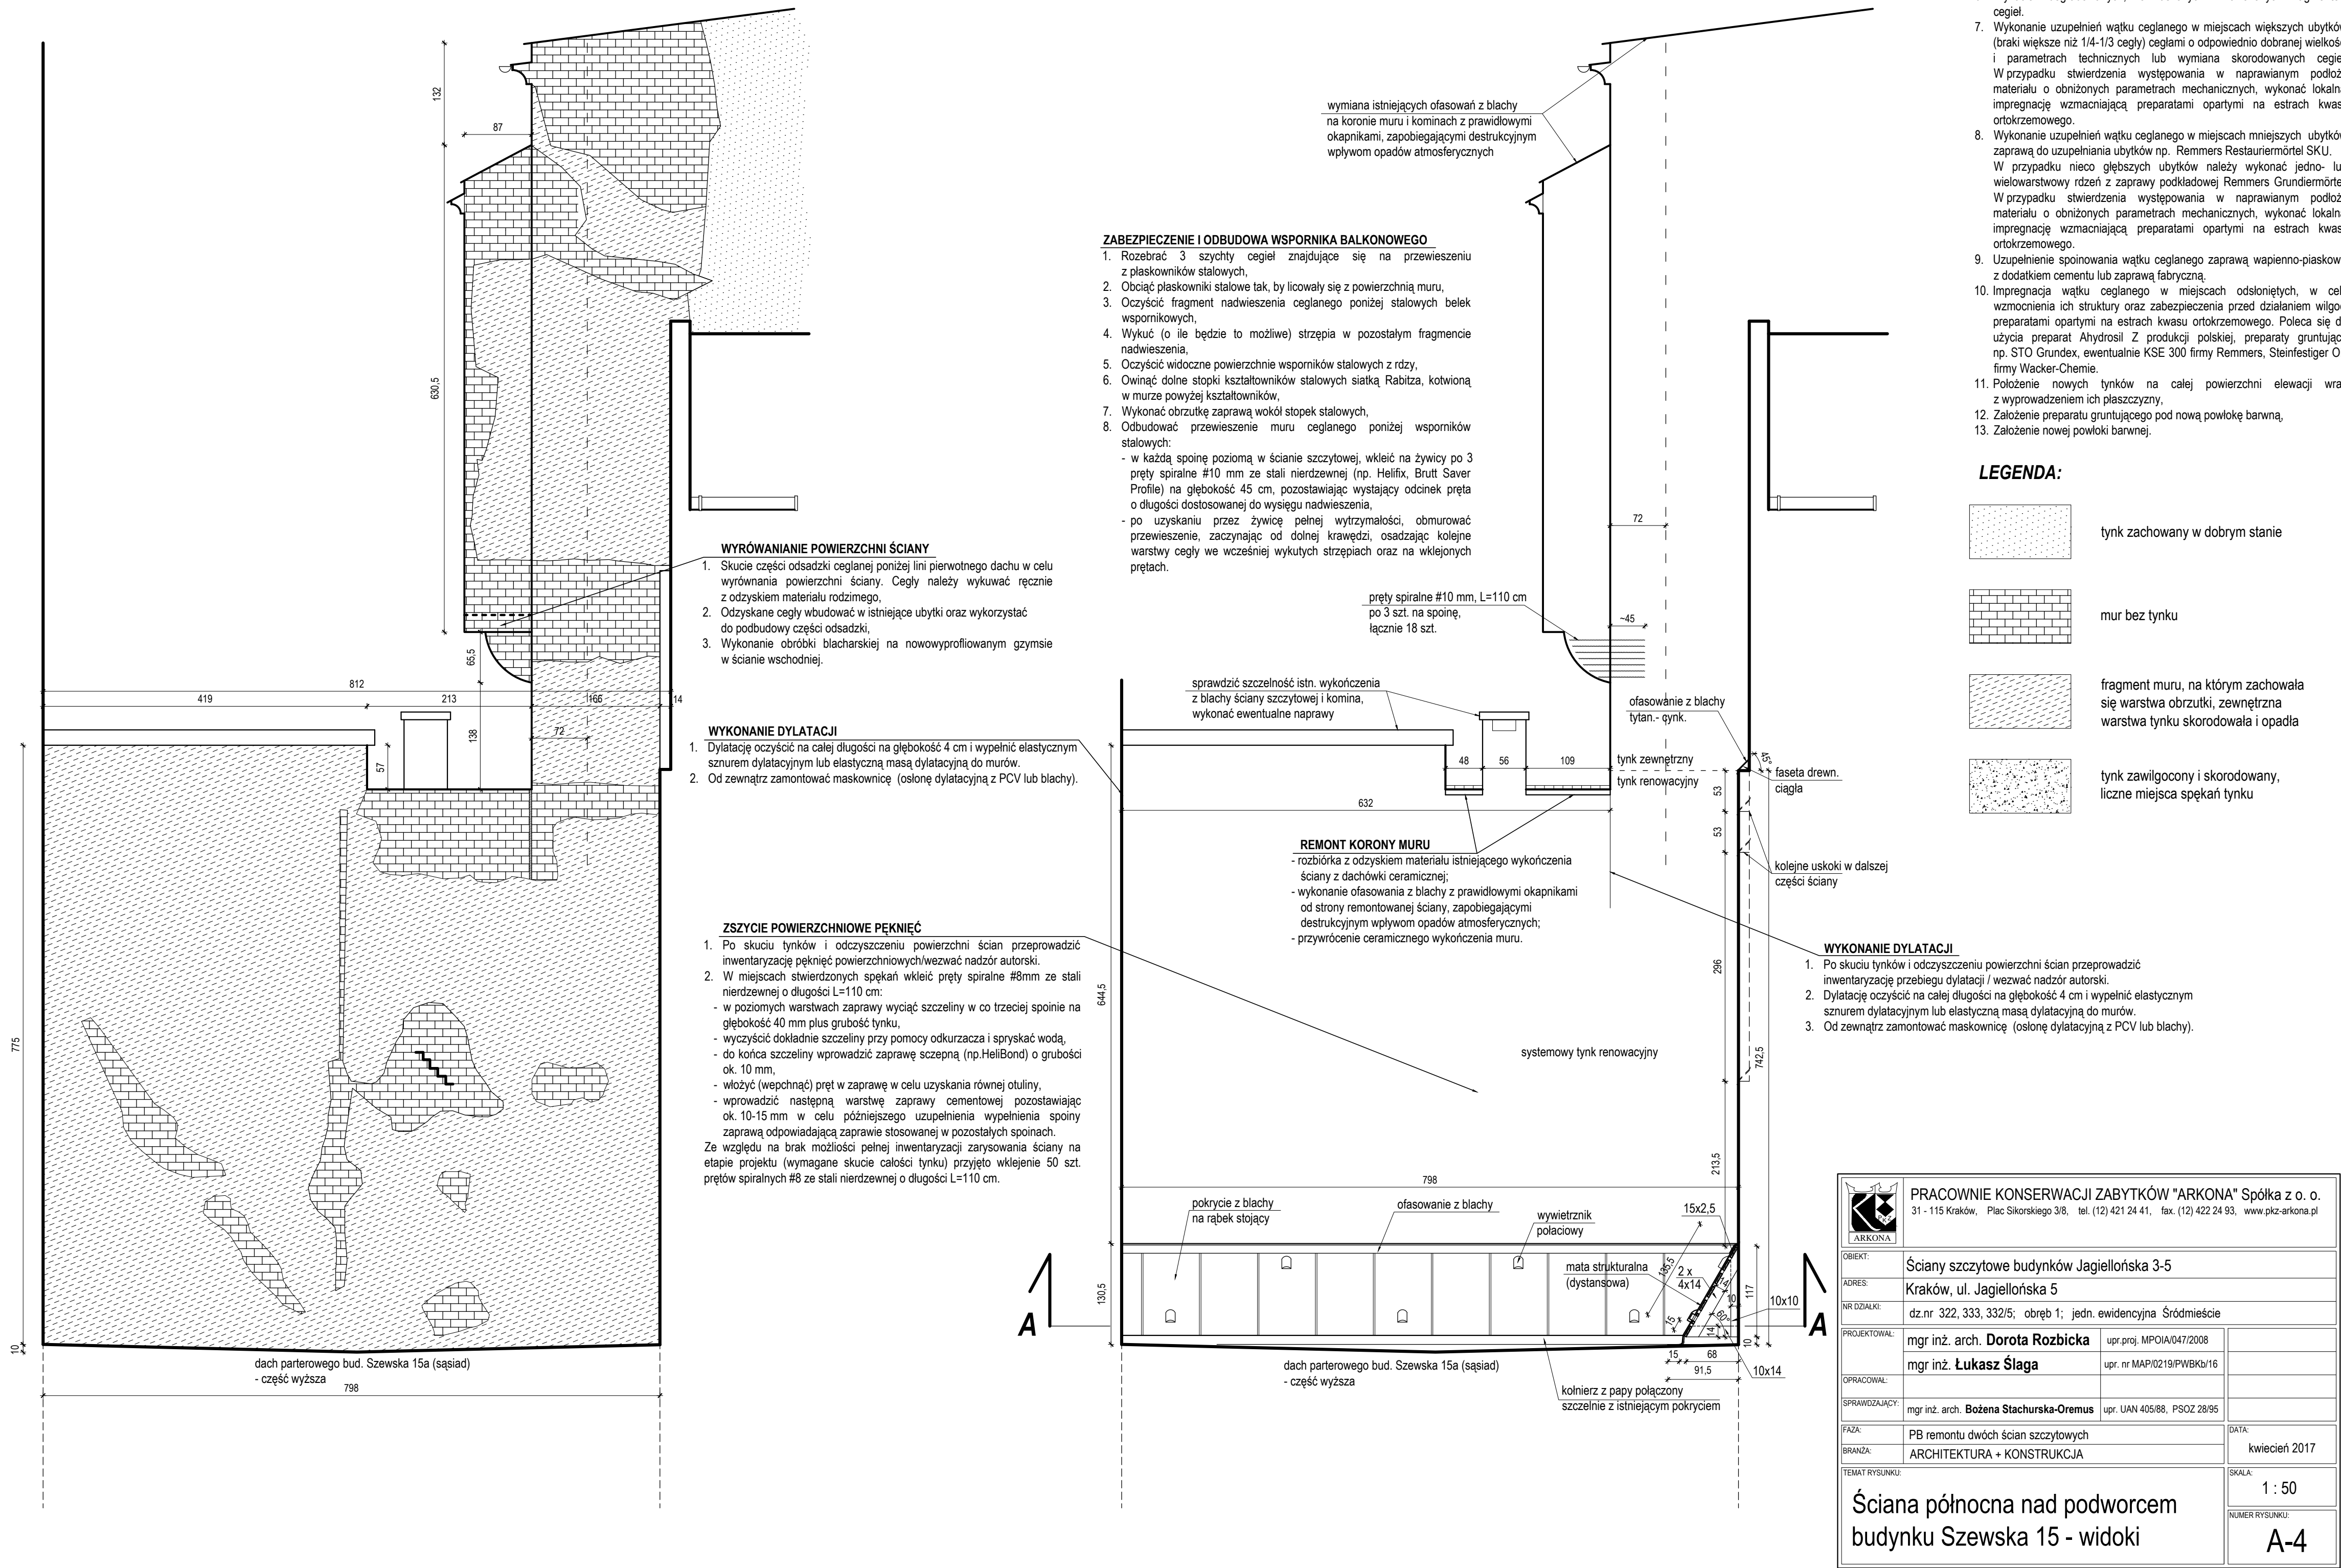 132
87
630,5
65,5
812
419
213
166
14
138
72
57
775
10
dach parterowego bud. Szewska 15a (sąsiad)
- część wyższa
798
WYRÓWANIANIE POWIERZCHNI ŚCIANY
1. Skucie części odsadzki ceglanej poniżej lini pierwotnego dachu w celu
wyrównania powierzchni ściany. Cegły należy wykuwać ręcznie
z odzyskiem materiału rodzimego,
2. Odzyskane cegły wbudować w istniejące ubytki oraz wykorzystać
do podbudowy części odsadzki,
3. Wykonanie obróbki blacharskiej na nowowyprofliowanym gzymsie
w ścianie wschodniej.
WYKONANIE DYLATACJI
1. Dylatację oczyścić na całej długości na głębokość 4 cm i wypełnić elastycznym
sznurem dylatacyjnym lub elastyczną masą dylatacyjną do murów.
2. Od zewnątrz zamontować maskownicę (osłonę dylatacyjną z PCV lub blachy).
ZSZYCIE POWIERZCHNIOWE PĘKNIĘĆ
1. Po skuciu tynków i odczyszczeniu powierzchni ścian przeprowadzić
inwentaryzację pęknięć powierzchniowych/wezwać nadzór autorski.
2. W miejscach stwierdzonych spękań wkleić pręty spiralne #8mm ze stali
nierdzewnej o długości L=110 cm:
- w poziomych warstwach zaprawy wyciąć szczeliny w co trzeciej spoinie na
głębokość 40 mm plus grubość tynku,
- wyczyścić dokładnie szczeliny przy pomocy odkurzacza i spryskać wodą,
- do końca szczeliny wprowadzić zaprawę sczepną (np.HeliBond) o grubości
ok. 10 mm,
- włożyć (wepchnąć) pręt w zaprawę w celu uzyskania równej otuliny,
- wprowadzić następną warstwę zaprawy cementowej pozostawiając
ok. 10-15 mm w celu późniejszego uzupełnienia wypełnienia spoiny
zaprawą odpowiadającą zaprawie stosowanej w pozostałych spoinach.
Ze względu na brak możliości pełnej inwentaryzacji zarysowania ściany na
etapie projektu (wymagane skucie całości tynku) przyjęto wklejenie 50 szt.
prętów spiralnych #8 ze stali nierdzewnej o długości L=110 cm.
wymiana istniejących ofasowań z blachy
na koronie muru i kominach z prawidłowymi
okapnikami, zapobiegającymi destrukcyjnym
wpływom opadów atmosferycznych
ZABEZPIECZENIE I ODBUDOWA WSPORNIKA BALKONOWEGO
1. Rozebrać 3 szychty cegieł znajdujące się na przewieszeniu
z płaskowników stalowych,
2. Obciąć płaskowniki stalowe tak, by licowały się z powierzchnią muru,
3. Oczyścić fragment nadwieszenia ceglanego poniżej stalowych belek
wspornikowych,
4. Wykuć (o ile będzie to możliwe) strzępia w pozostałym fragmencie
nadwieszenia,
5. Oczyścić widoczne powierzchnie wsporników stalowych z rdzy,
6. Owinąć dolne stopki kształtowników stalowych siatką Rabitza, kotwioną
w murze powyżej kształtowników,
7. Wykonać obrzutkę zaprawą wokół stopek stalowych,
8. Odbudować przewieszenie muru ceglanego poniżej wsporników
stalowych:
- w każdą spoinę poziomą w ścianie szczytowej, wkleić na żywicy po 3
pręty spiralne #10 mm ze stali nierdzewnej (np. Helifix, Brutt Saver
Profile) na głębokość 45 cm, pozostawiając wystający odcinek pręta
o długości dostosowanej do wysięgu nadwieszenia,
- po uzyskaniu przez żywicę pełnej wytrzymałości, obmurować
przewieszenie, zaczynając od dolnej krawędzi, osadzając kolejne
warstwy cegły we wcześniej wykutych strzępiach oraz na wklejonych
prętach.
72
pręty spiralne #10 mm, L=110 cm
po 3 szt. na spoinę,
łącznie 18 szt.
~45
sprawdzić szczelność istn. wykończenia
z blachy ściany szczytowej i komina,
wykonać ewentualne naprawy
ofasowanie z blachy
tytan.- cynk.
48
56
109
tynk zewnętrzny
tynk renowacyjny
45°
faseta drewn.
ciągła
632
53
53
kolejne uskoki w dalszej
części ściany
REMONT KORONY MURU
- rozbiórka z odzyskiem materiału istniejącego wykończenia
ściany z dachówki ceramicznej;
- wykonanie ofasowania z blachy z prawidłowymi okapnikami
od strony remontowanej ściany, zapobiegającymi
destrukcyjnym wpływom opadów atmosferycznych;
- przywrócenie ceramicznego wykończenia muru.
WYKONANIE DYLATACJI
1. Po skuciu tynków i odczyszczeniu powierzchni ścian przeprowadzić
inwentaryzację przebiegu dylatacji / wezwać nadzór autorski.
2. Dylatację oczyścić na całej długości na głębokość 4 cm i wypełnić elastycznym
sznurem dylatacyjnym lub elastyczną masą dylatacyjną do murów.
3. Od zewnątrz zamontować maskownicę (osłonę dylatacyjną z PCV lub blachy).
644,5
296
systemowy tynk renowacyjny
742,5
213,5
798
pokrycie z blachy
na rąbek stojący
ofasowanie z blachy
wywietrznik
połaciowy
15x2,5
mata strukturalna
(dystansowa)
135,5
2 x
4x14
14
10
117
10x10
130,5
A
A
15
60°
14
10
15
68
91,5
10x14
dach parterowego bud. Szewska 15a (sąsiad)
- część wyższa
kołnierz z papy połączony
szczelnie z istniejącym pokryciem
cegieł.
7. Wykonanie uzupełnień wątku ceglanego w miejscach większych ubytków
(braki większe niż 1/4-1/3 cegły) cegłami o odpowiednio dobranej wielkośc
i parametrach technicznych lub wymiana skorodowanych cegieł
W przypadku stwierdzenia występowania w naprawianym podłoż
materiału o obniżonych parametrach mechanicznych, wykonać lokaln
impregnację wzmacniającą preparatami opartymi na estrach kwas
ortokrzemowego.
8. Wykonanie uzupełnień wątku ceglanego w miejscach mniejszych ubytków
zaprawą do uzupełniania ubytków np. Remmers Restauriermörtel SKU.
W przypadku nieco głębszych ubytków należy wykonać jedno- lu
wielowarstwowy rdzeń z zaprawy podkładowej Remmers Grundiermörte
W przypadku stwierdzenia występowania w naprawianym podłoż
materiału o obniżonych parametrach mechanicznych, wykonać lokaln
impregnację wzmacniającą preparatami opartymi na estrach kwas
ortokrzemowego.
9. Uzupełnienie spoinowania wątku ceglanego zaprawą wapienno-piaskow
z dodatkiem cementu lub zaprawą fabryczną.
10. Impregnacja wątku ceglanego w miejscach odsłoniętych, w cel
wzmocnienia ich struktury oraz zabezpieczenia przed działaniem wilgoc
preparatami opartymi na estrach kwasu ortokrzemowego. Poleca się d
użycia preparat Ahydrosil Z produkcji polskiej, preparaty gruntując
np. STO Grundex, ewentualnie KSE 300 firmy Remmers, Steinfestiger O
firmy Wacker-Chemie.
11. Położenie nowych tynków na całej powierzchni elewacji wra
z wyprowadzeniem ich płaszczyzny,
12. Założenie preparatu gruntującego pod nową powłokę barwną,
13. Założenie nowej powłoki barwnej.
LEGENDA:
tynk zachowany w dobrym stanie
mur bez tynku
fragment muru, na którym zachowała
się warstwa obrzutki, zewnętrzna
warstwa tynku skorodowała i opadła
tynk zawilgocony i skorodowany,
liczne miejsca spękań tynku
PKZ
ARKONA
PRACOWNIE KONSERWACJI ZABYTKÓW "ARKONA" Spółka z o. o.
31 - 115 Kraków, Plac Sikorskiego 3/8, tel. (12) 421 24 41, fax. (12) 422 24 93, www.pkz-arkona.pl
OBIEKT: Ściany szczytowe budynków Jagiellońska 3-5
ADRES: Kraków, ul. Jagiellońska 5
NR DZIAŁKI: dz.nr 322, 333, 332/5; obręb 1; jedn. ewidencyjna Śródmieście
PROJEKTOWAŁ: mgr inż. arch. Dorota Rozbicka upr.proj. MPOIA/047/2008
mgr inż. Łukasz Ślaga upr. nr MAP/0219/PWBKb/16
OPRACOWAŁ:
SPRAWDZAJĄCY: mgr inż. arch. Bożena Stachurska-Oremus upr. UAN 405/88, PSOZ 28/95
FAZA: PB remontu dwóch ścian szczytowych
BRANŻA: ARCHITEKTURA + KONSTRUKCJA
DATA:
kwiecień 2017
TEMAT RYSUNKU:
Ściana północna nad podworcem
budynku Szewska 15 - widoki
SKALA:
1 : 50
NUMER RYSUNKU:
A-4